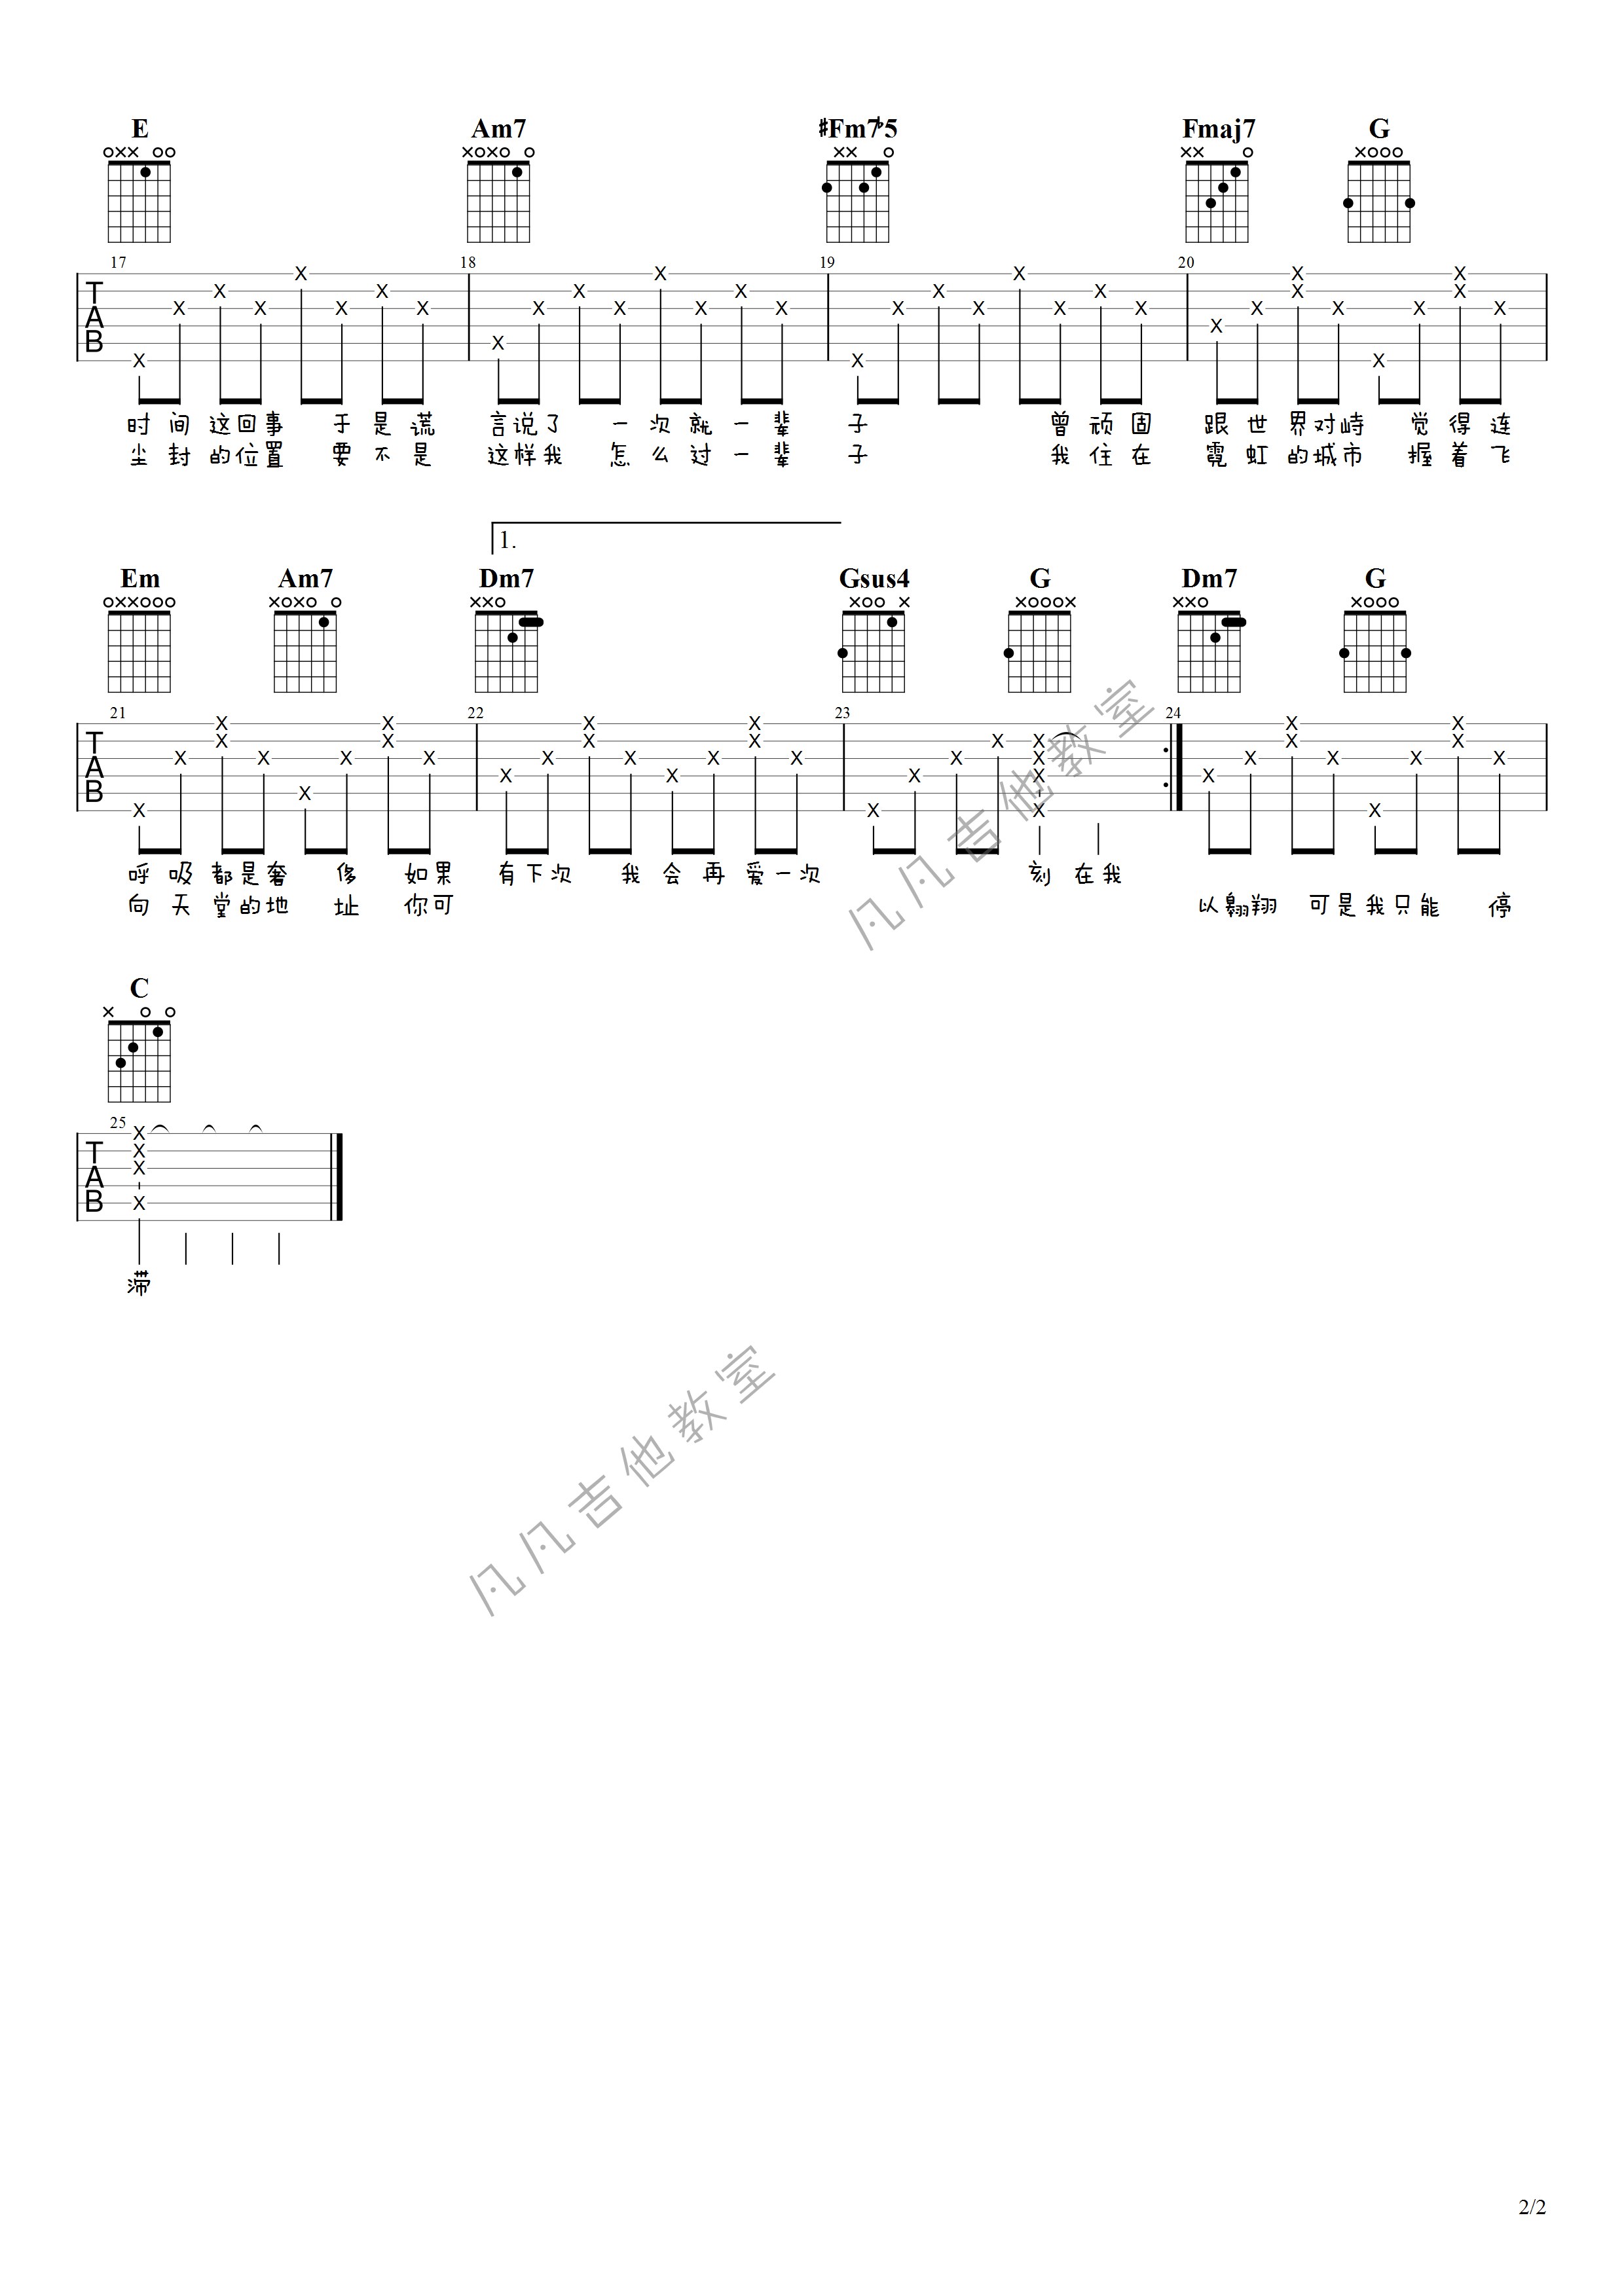 E Am7 #Fm7♭5 Fmaj7 G
17 18 19 20
TAB
时间这回事 于是谎 言说了 一次就一辈 子 曾顽固 跟世界对峙 觉得连
尘封的位置 要不是 这样我 怎么过一辈 子 我住在 霓虹的城市 握着飞
1.
Em Am7 Dm7 Gsus4 G Dm7 G
21 22 23 24
TAB
呼吸都是奢 侈 如果 有下次 我会再爱一次 刻在我
向天堂的地 址 你可 以翱翔 可是我只能 停
C
25
TAB
滞
凡凡吉他教室
凡凡吉他教室
2/2